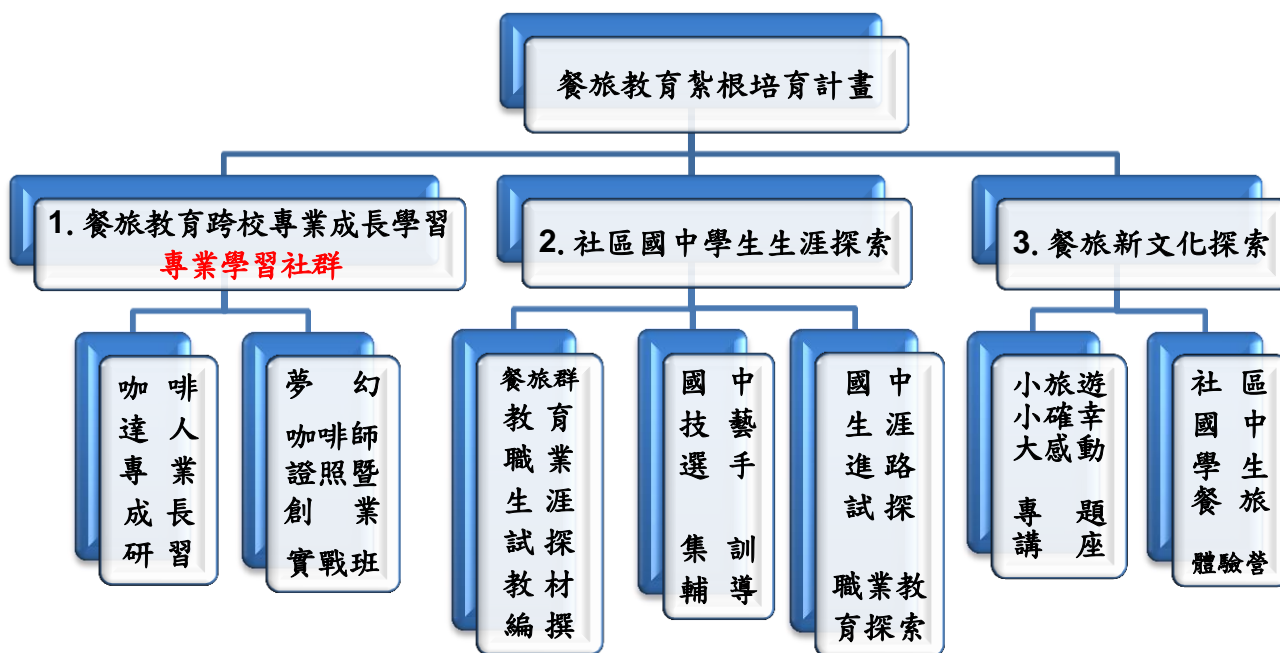 餐旅教育紮根培育計畫
1. 餐旅教育跨校專業成長學習
專業學習社群
2. 社區國中學生生涯探索
3. 餐旅新文化探索
咖啡
達人
專業
成長
研習
夢幻
咖啡師
證照暨
創業
實戰班
餐旅群
教育
職業
生涯
試探
教材
編撰
國中
技藝
選手
集訓
輔導
國中
生涯
進路
試探
職業教
育探索
小旅遊
小確幸
大感動
專題
講座
社區
國中
學生
餐旅
體驗營